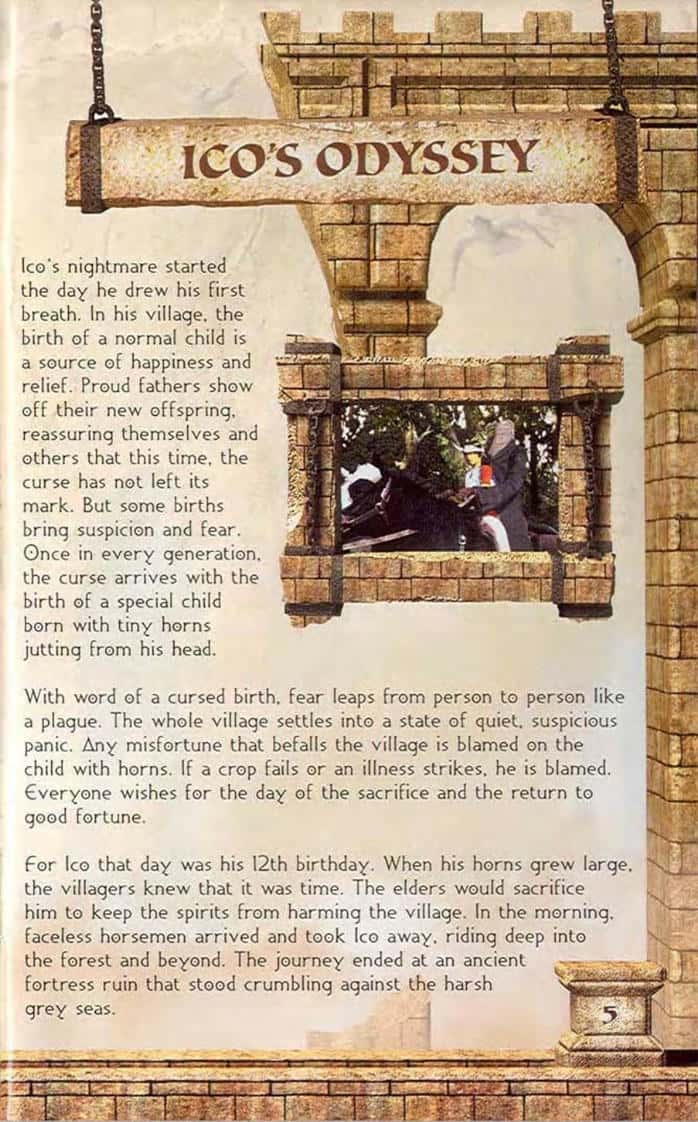 ICO'S ODYSSEY
Ico's nightmare started
the day he drew his first
breath. In his village, the
birth of a normal child is
a source of happiness and
relief. Proud fathers show
off their new offspring,
reassuring themselves and
others that this time, the
curse has not left its
mark. But some births
bring suspicion and fear.
Once in every generation,
the curse arrives with the
birth of a special child
born with tiny horns
jutting from his head.
With word of a cursed birth, fear leaps from person to person like
a plague. The whole village settles into a state of quiet, suspicious
panic. Any misfortune that befalls the village is blamed on the
child with horns. If a crop fails or an illness strikes, he is blamed.
Everyone wishes for the day of the sacrifice and the return to
good fortune.
For Ico that day was his 12th birthday. When his horns grew large,
the villagers knew that it was time. The elders would sacrifice
him to keep the spirits from harming the village. In the morning,
faceless horsemen arrived and took Ico away, riding deep into
the forest and beyond. The journey ended at an ancient
fortress ruin that stood crumbling against the harsh
grey seas.
5